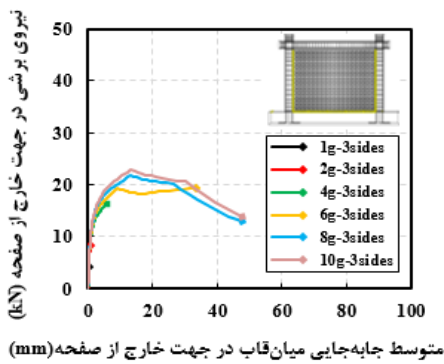 نیروی برشی در جهت خارج از صفحه (kN)
50
40
30
20
10
0
0 20 40 60 80 100
1g-3sides
2g-3sides
4g-3sides
6g-3sides
8g-3sides
10g-3sides
متوسط جابه‌جایی میان‌قاب در جهت خارج از صفحه(mm)